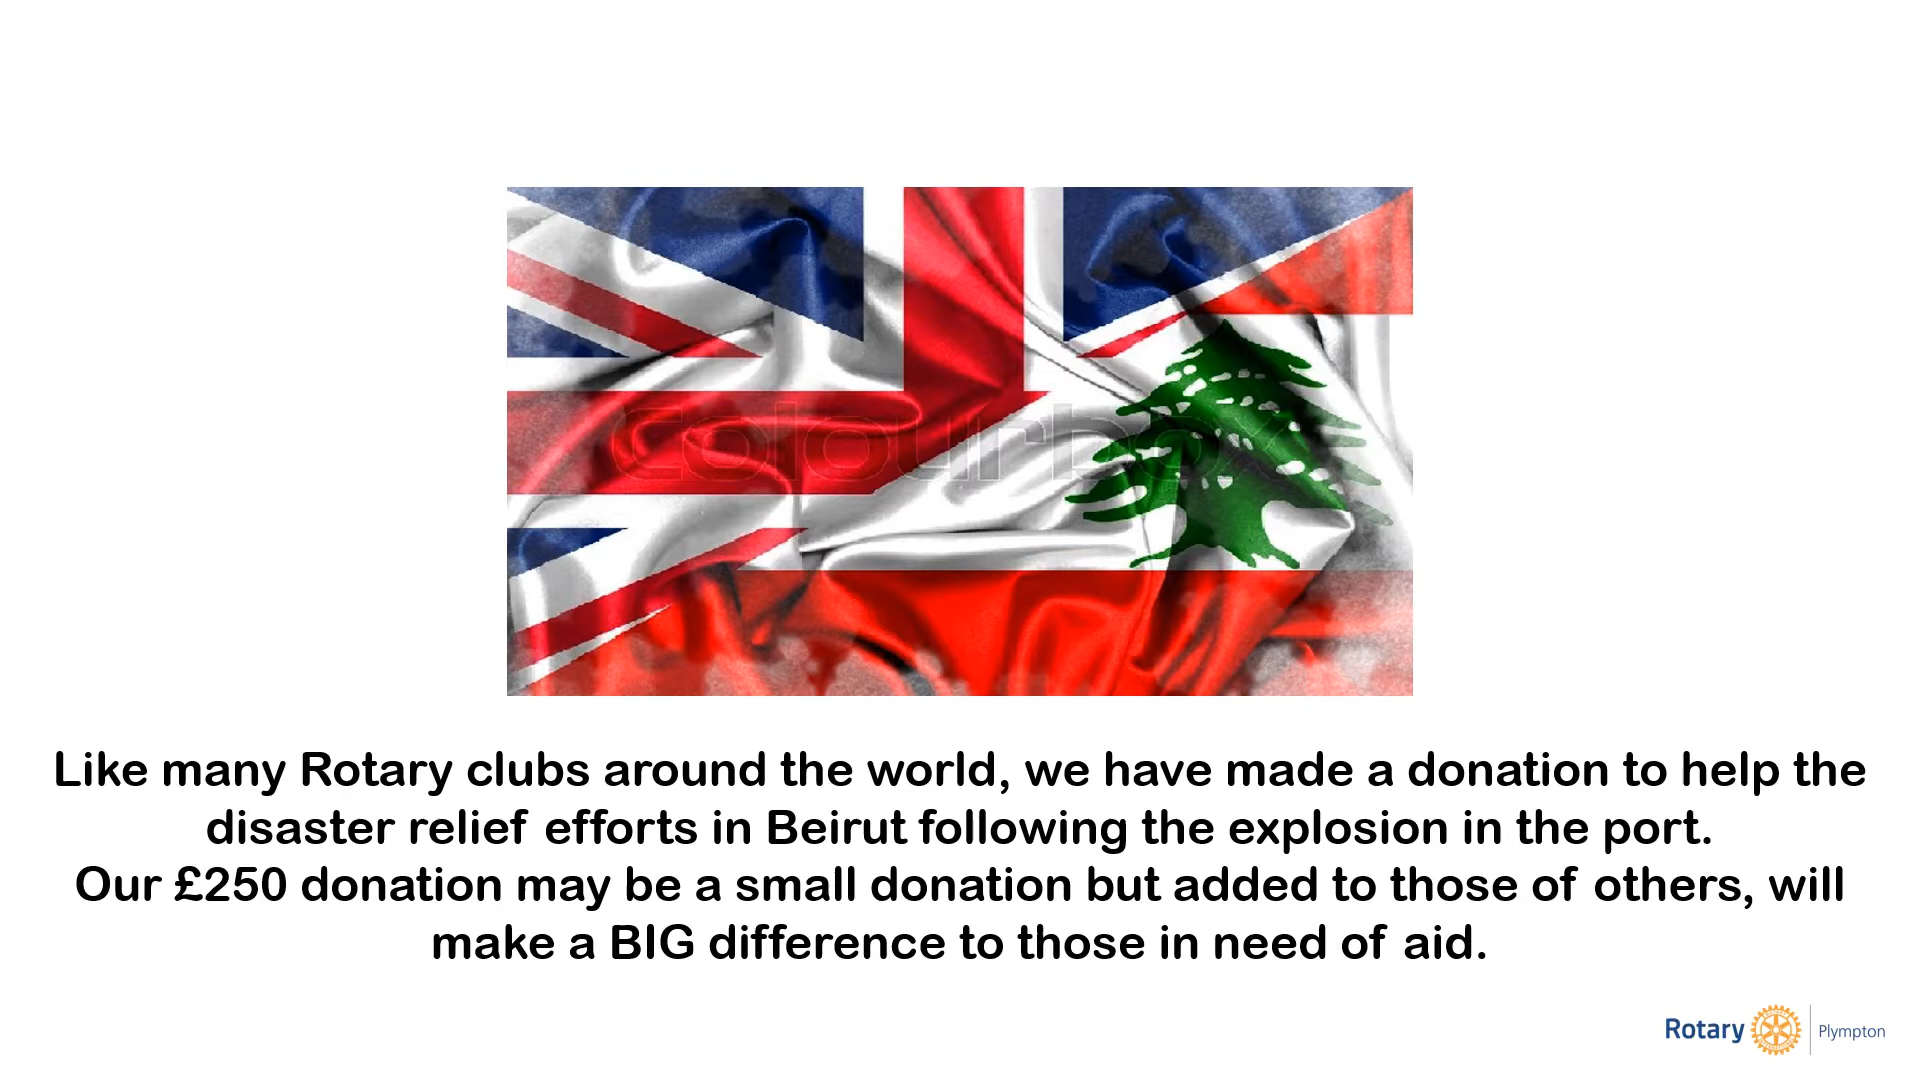 colourbox
Like many Rotary clubs around the world, we have made a donation to help the
disaster relief efforts in Beirut following the explosion in the port.
Our £250 donation may be a small donation but added to those of others, will
make a BIG difference to those in need of aid.
Rotary
Plympton